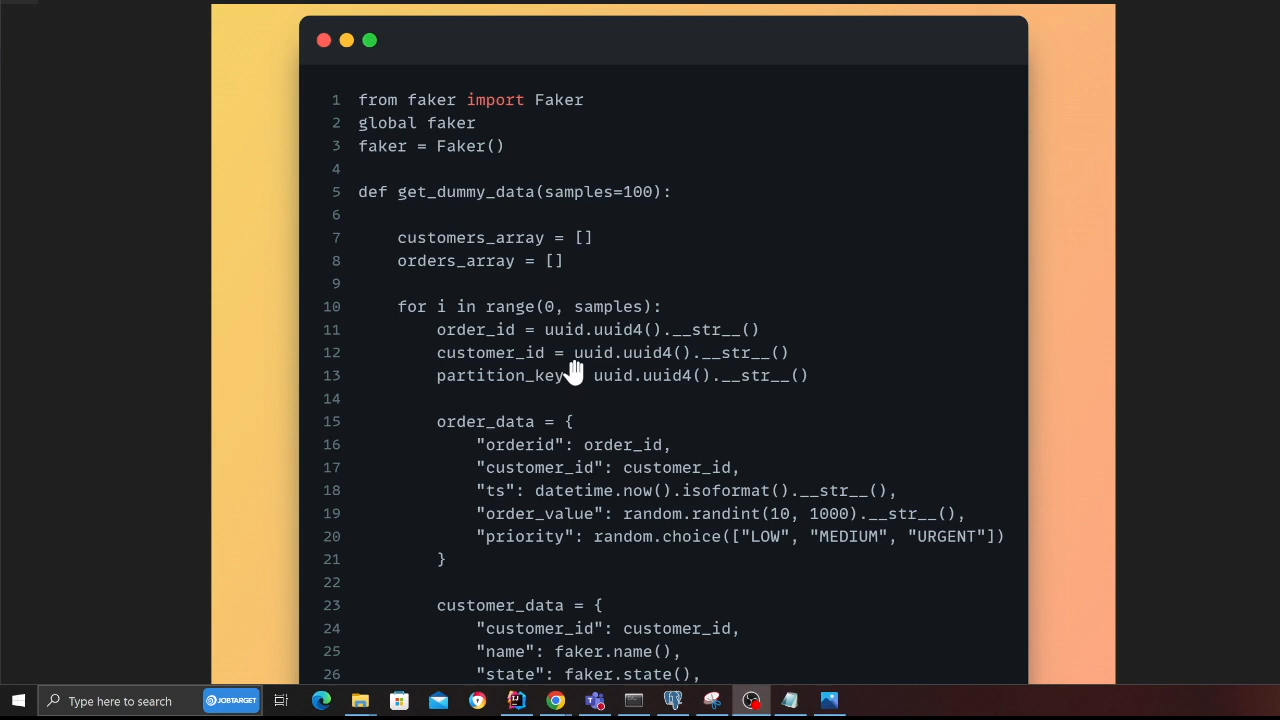 1 from faker import Faker
2 global faker
3 faker = Faker()
4
5 def get_dummy_data(samples=100):
6
7     customers_array = []
8     orders_array = []
9
10     for i in range(0, samples):
11         order_id = uuid.uuid4().__str__()
12         customer_id = uuid.uuid4().__str__()
13         partition_key uuid.uuid4().__str__()
14
15         order_data = {
16             "orderid": order_id,
17             "customer_id": customer_id,
18             "ts": datetime.now().isoformat().__str__(),
19             "order_value": random.randint(10, 1000).__str__(),
20             "priority": random.choice(["LOW", "MEDIUM", "URGENT"])
21         }
22
23         customer_data = {
24             "customer_id": customer_id,
25             "name": faker.name(),
26             "state": faker.state(),
Type here to search JOBTARGET